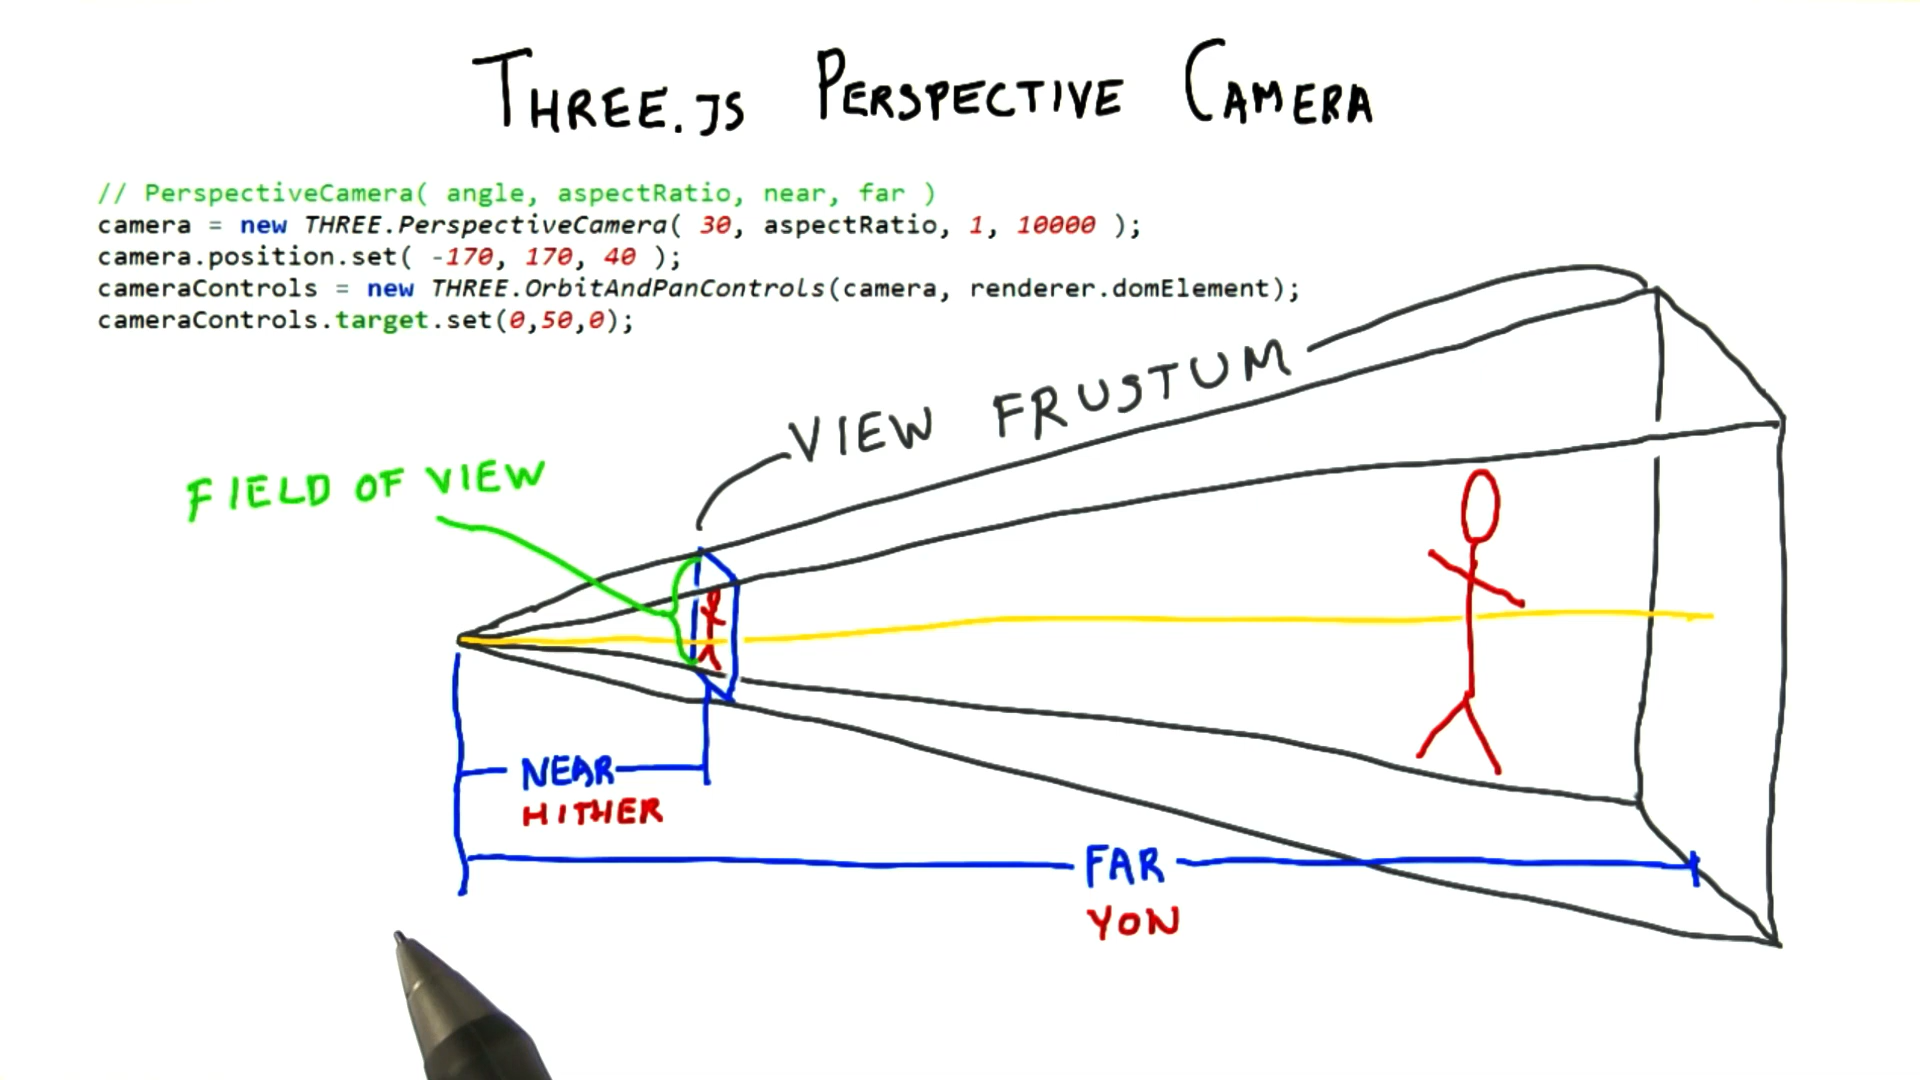 THREE.JS PERSPECTIVE CAMERA
// PerspectiveCamera( angle, aspectRatio, near, far )
camera = new THREE.PerspectiveCamera( 30, aspectRatio, 1, 10000 );
camera.position.set( -170, 170, 40 );
cameraControls = new THREE.OrbitAndPanControls(camera, renderer.domElement);
cameraControls.target.set(0,50,0);
VIEW FRUSTUM
FIELD OF VIEW
NEAR
HITHER
FAR
YON